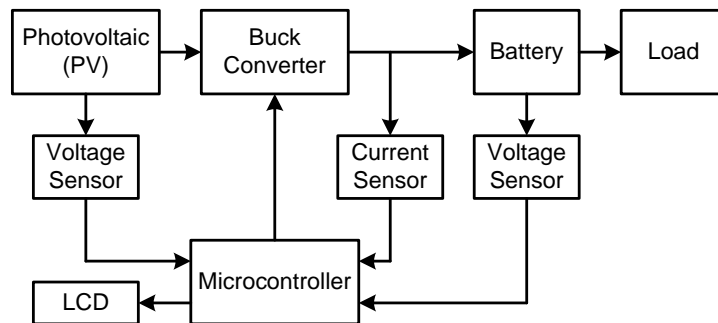 Photovoltaic
(PV)
Buck
Converter
Battery
Load
Voltage
Sensor
Current
Sensor
Voltage
Sensor
Microcontroller
LCD